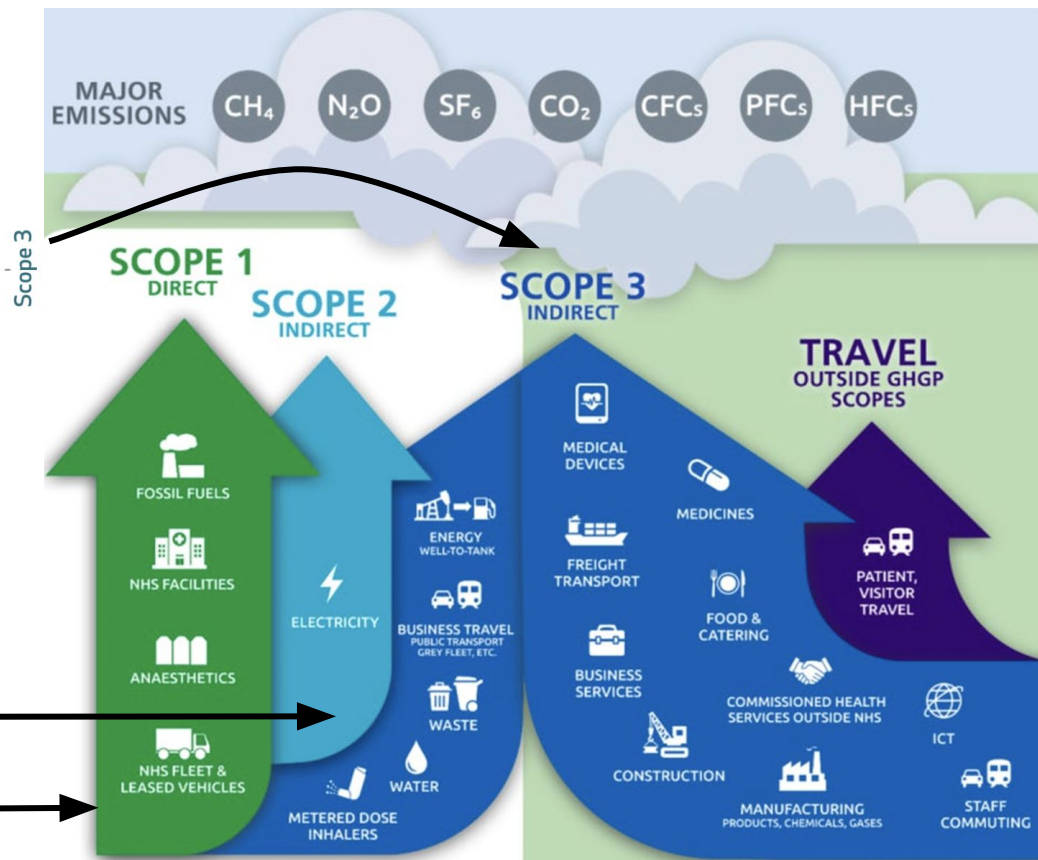 MAJOR
EMISSIONS
CH₄
N₂O
SF₆
CO₂
CFCs
PFCs
HFCs
Scope 3
SCOPE 1
DIRECT
SCOPE 2
INDIRECT
SCOPE 3
INDIRECT
TRAVEL
OUTSIDE GHGP
SCOPES
FOSSIL FUELS
NHS FACILITIES
ANAESTHETICS
NHS FLEET &
LEASED VEHICLES
ELECTRICITY
ENERGY
WELL-TO-TANK
BUSINESS TRAVEL
PUBLIC TRANSPORT
GREY FLEET, ETC.
WASTE
WATER
METERED DOSE
INHALERS
MEDICAL
DEVICES
MEDICINES
FREIGHT
TRANSPORT
FOOD &
CATERING
BUSINESS
SERVICES
COMMISSIONED HEALTH
SERVICES OUTSIDE NHS
CONSTRUCTION
MANUFACTURING
PRODUCTS, CHEMICALS, GASES
ICT
STAFF
COMMUTING
PATIENT,
VISITOR
TRAVEL